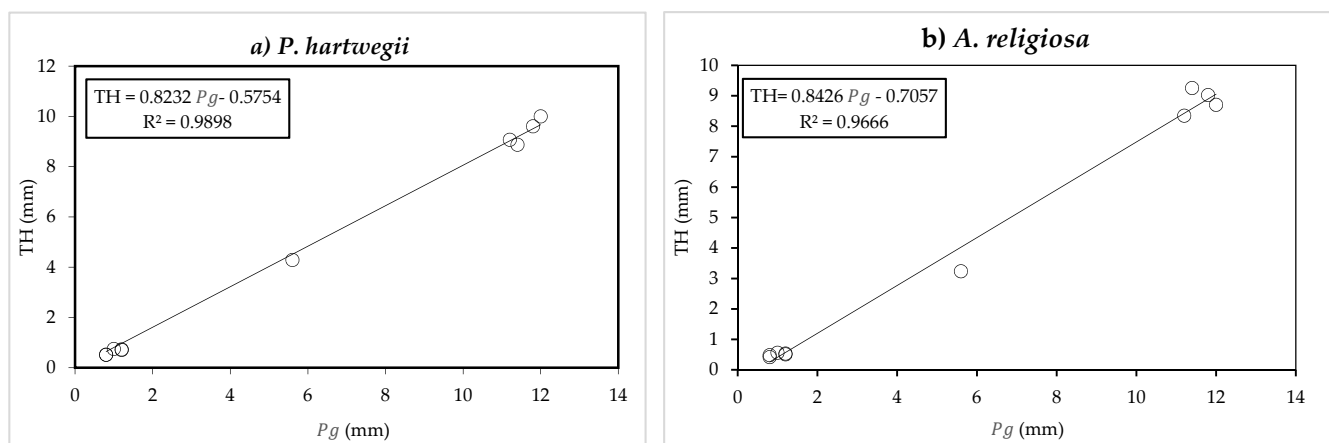 a) P. hartwegii
TH = 0.8232 Pg- 0.5754
R² = 0.9898
12
10
8
6
4
2
0
TH (mm)
0 2 4 6 8 10 12 14
Pg (mm)
b) A. religiosa
TH= 0.8426 Pg - 0.7057
R² = 0.9666
10
9
8
7
6
5
4
3
2
1
0
TH (mm)
0 2 4 6 8 10 12 14
Pg (mm)